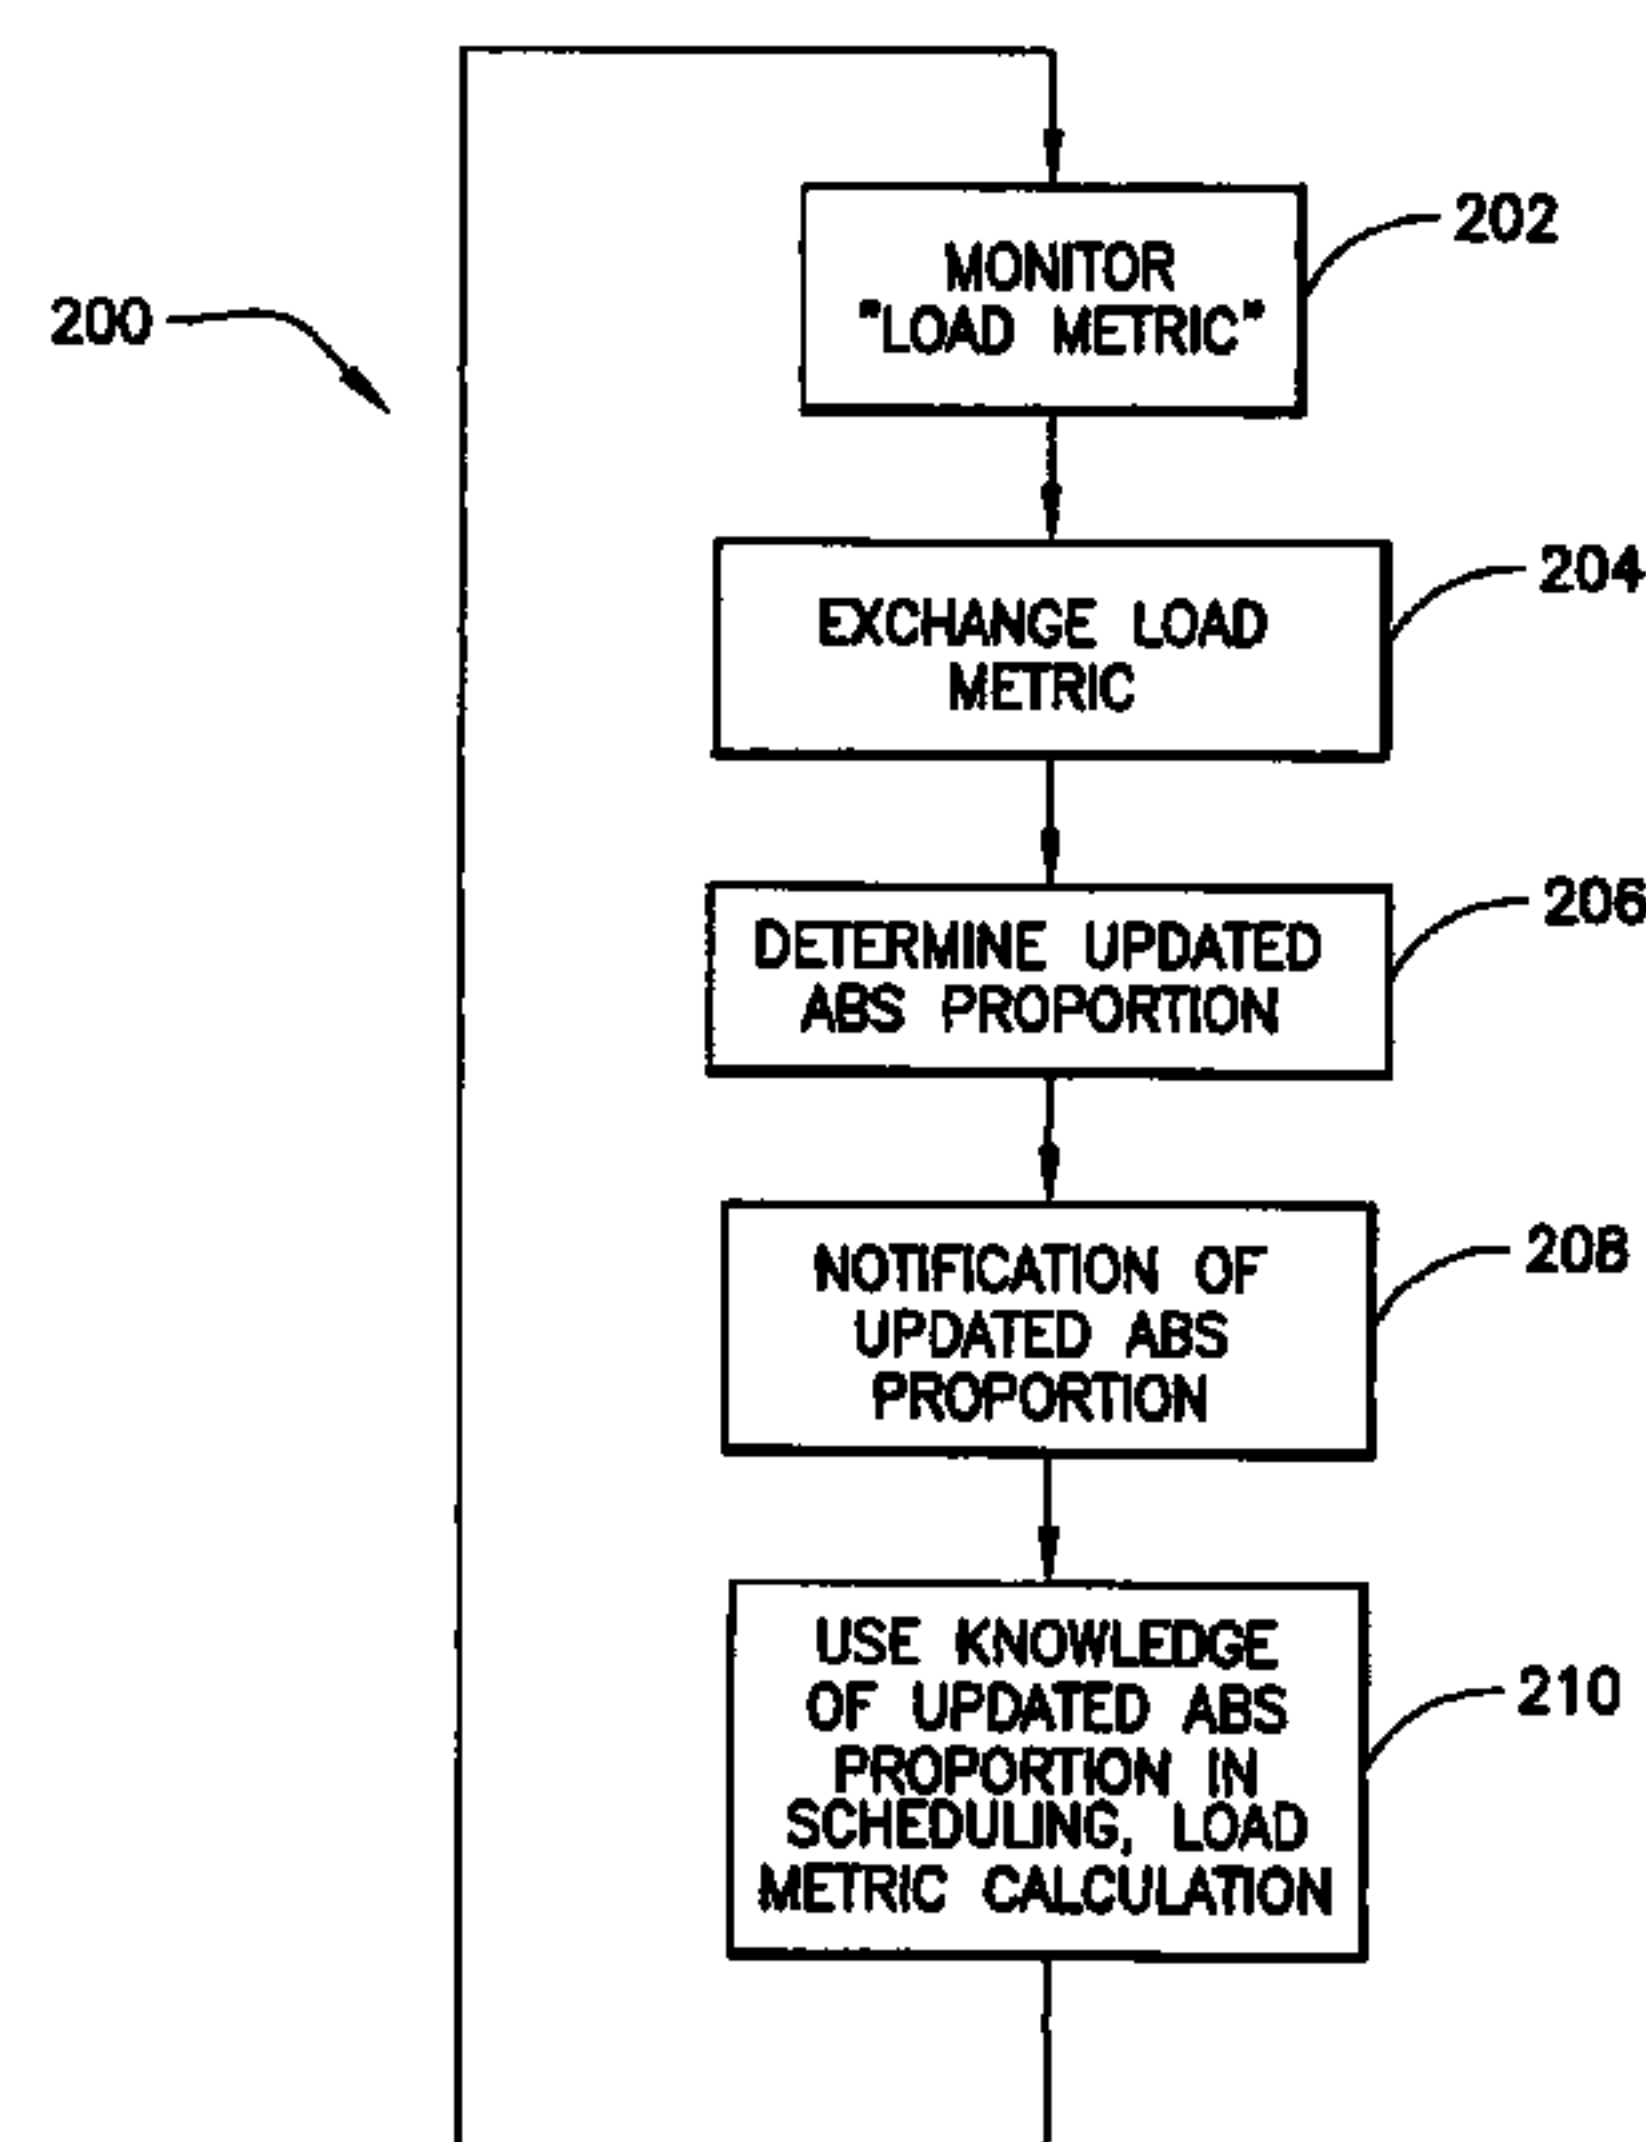 202
MONITOR
"LOAD METRIC"
200
204
EXCHANGE LOAD
METRIC
206
DETERMINE UPDATED
ABS PROPORTION
208
NOTIFICATION OF
UPDATED ABS
PROPORTION
USE KNOWLEDGE
OF UPDATED ABS
PROPORTION IN
SCHEDULING, LOAD
METRIC CALCULATION
210